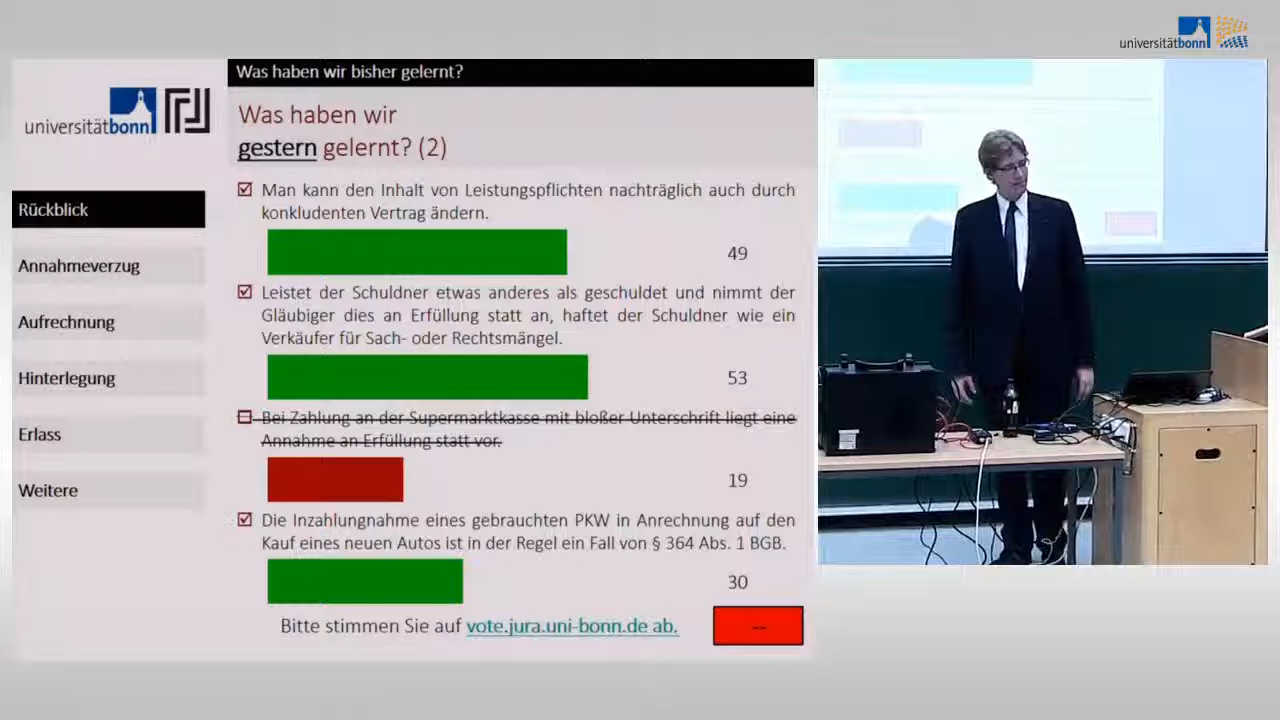 universitätbonn
Was haben wir bisher gelernt?
universitätbonn
Was haben wir
gestern gelernt? (2)
Rückblick
Annahmeverzug
Aufrechnung
Hinterlegung
Erlass
Weitere
Man kann den Inhalt von Leistungspflichten nachträglich auch durch
konkludenten Vertrag ändern.
49
Leistet der Schuldner etwas anderes als geschuldet und nimmt der
Gläubiger dies an Erfüllung statt an, haftet der Schuldner wie ein
Verkäufer für Sach- oder Rechtsmängel.
53
Bei Zahlung an der Supermarktkasse mit bloßer Unterschrift liegt eine
Annahme an Erfüllung statt vor.
19
Die Inzahlungnahme eines gebrauchten PKW in Anrechnung auf den
Kauf eines neuen Autos ist in der Regel ein Fall von § 364 Abs. 1 BGB.
30
Bitte stimmen Sie auf vote.jura.uni-bonn.de ab.
--